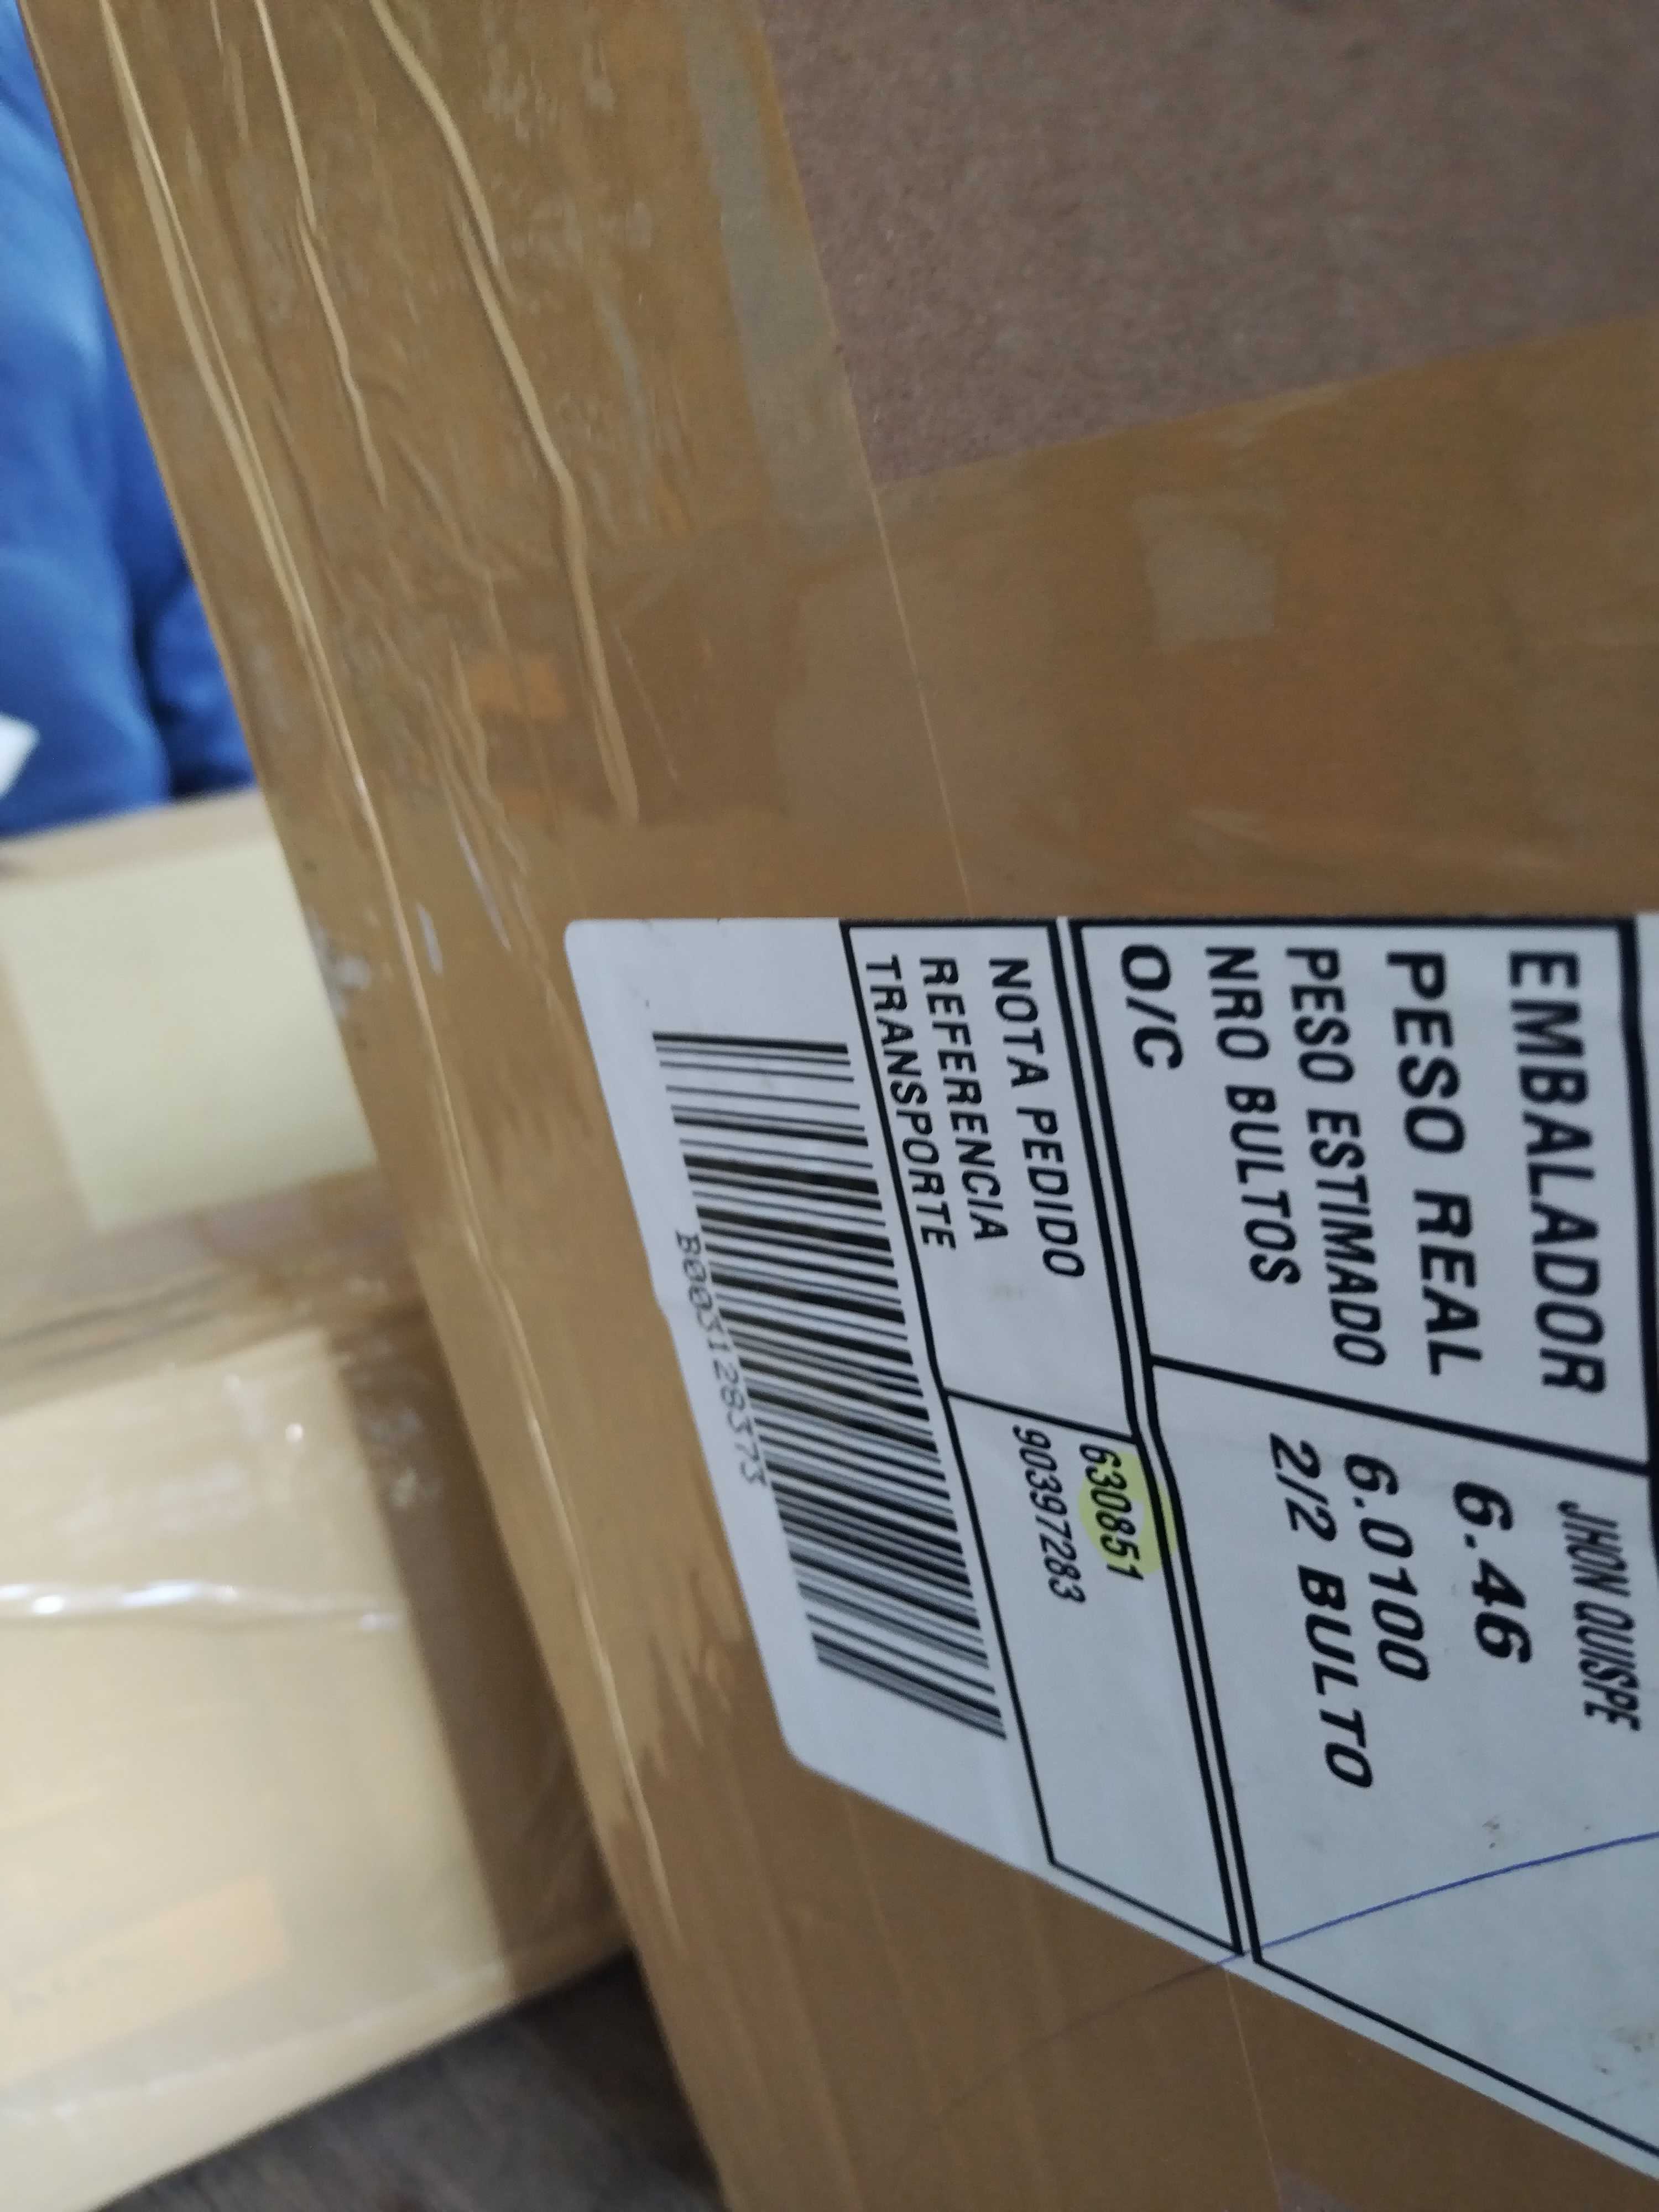 EMBALADOR JHON QUISPE
PESO REAL 6.46
PESO ESTIMADO 6.0100
NRO BULTOS 2/2 BULTO
O/C
NOTA PEDIDO 630851
REFERENCIA 90397283
TRANSPORTE
B003128373